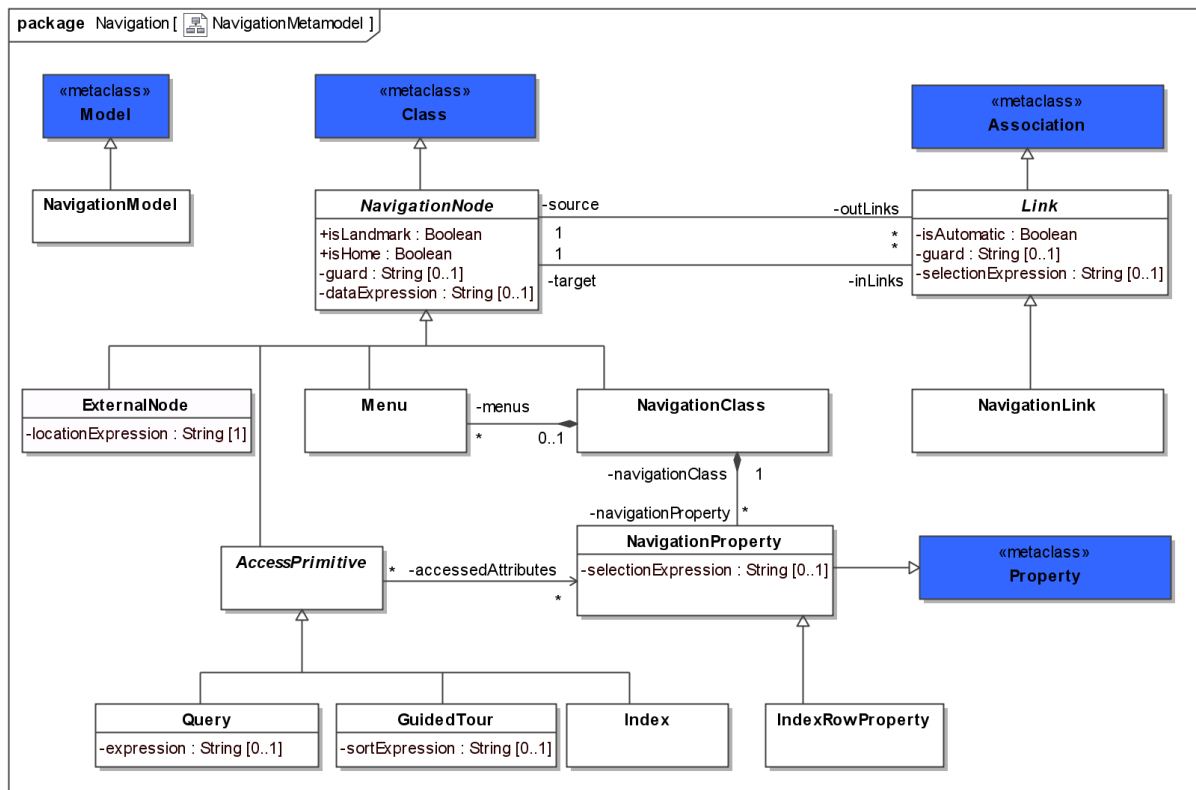 package Navigation [ NavigationMetamodel ]
«metaclass»
Model
«metaclass»
Class
«metaclass»
Association
NavigationModel
NavigationNode
+isLandmark : Boolean
+isHome : Boolean
-guard : String [0..1]
-dataExpression : String [0..1]
-source
1
1
-target
-outLinks
*
*
-inLinks
Link
-isAutomatic : Boolean
-guard : String [0..1]
-selectionExpression : String [0..1]
ExternalNode
-locationExpression : String [1]
Menu
-menus
*
0..1
NavigationClass
NavigationLink
-navigationClass
1
-navigationProperty
*
AccessPrimitive
*
-accessedAttributes
*
NavigationProperty
-selectionExpression : String [0..1]
«metaclass»
Property
Query
-expression : String [0..1]
GuidedTour
-sortExpression : String [0..1]
Index
IndexRowProperty